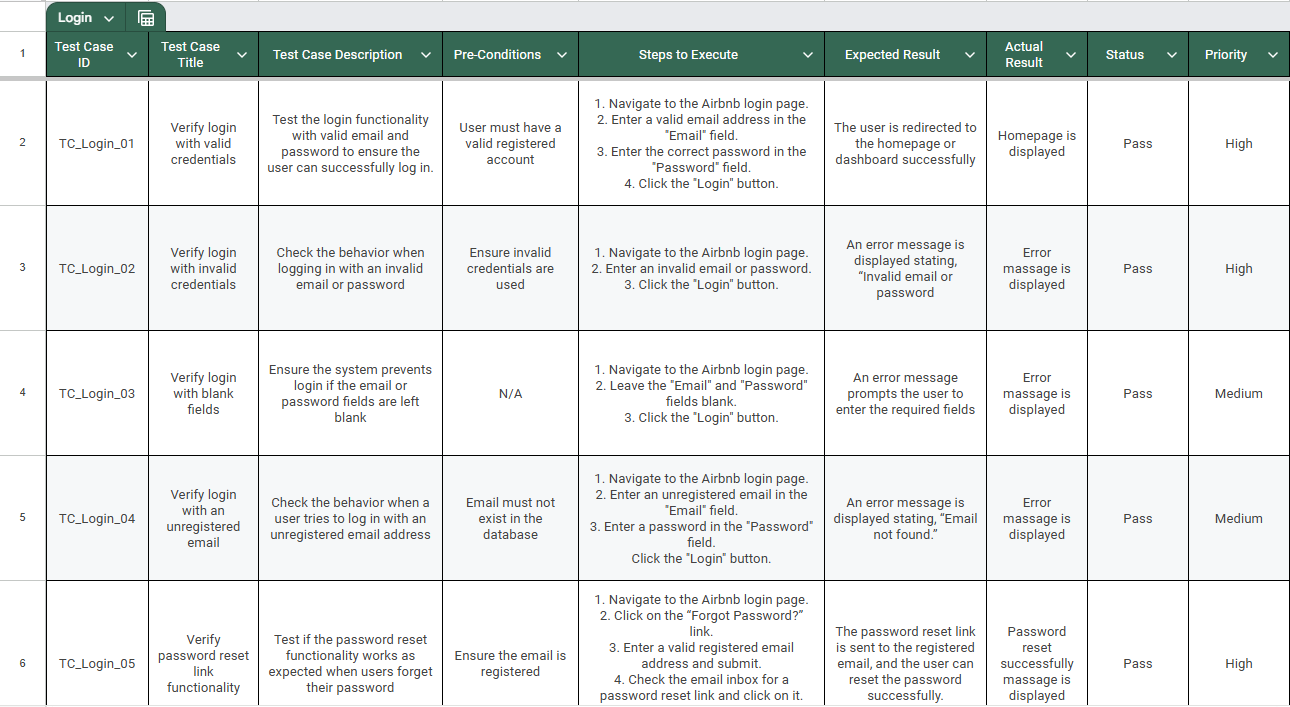 Login
1
Test Case
ID
Test Case
Title
Test Case Description
Pre-Conditions
Steps to Execute
Expected Result
Actual
Result
Status
Priority
2
TC_Login_01
Verify login
with valid
credentials
Test the login functionality
with valid email and
password to ensure the
user can successfully log in.
User must have a
valid registered
account
1. Navigate to the Airbnb login page.
2. Enter a valid email address in the
"Email" field.
3. Enter the correct password in the
"Password" field.
4. Click the "Login" button.
The user is redirected to
the homepage or
dashboard successfully
Homepage is
displayed
Pass
High
3
TC_Login_02
Verify login
with invalid
credentials
Check the behavior when
logging in with an invalid
email or password
Ensure invalid
credentials are
used
1. Navigate to the Airbnb login page.
2. Enter an invalid email or password.
3. Click the "Login" button.
An error message is
displayed stating,
“Invalid email or
password
Error
massage is
displayed
Pass
High
4
TC_Login_03
Verify login
with blank
fields
Ensure the system prevents
login if the email or
password fields are left
blank
N/A
1. Navigate to the Airbnb login page.
2. Leave the "Email" and "Password"
fields blank.
3. Click the "Login" button.
An error message
prompts the user to
enter the required fields
Error
massage is
displayed
Pass
Medium
5
TC_Login_04
Verify login
with an
unregistered
email
Check the behavior when a
user tries to log in with an
unregistered email address
Email must not
exist in the
database
1. Navigate to the Airbnb login page.
2. Enter an unregistered email in the
"Email" field.
3. Enter a password in the "Password"
field.
Click the "Login" button.
An error message is
displayed stating, “Email
not found.”
Error
massage is
displayed
Pass
Medium
6
TC_Login_05
Verify
password reset
link
functionality
Test if the password reset
functionality works as
expected when users forget
their password
Ensure the email is
registered
1. Navigate to the Airbnb login page.
2. Click on the “Forgot Password?”
link.
3. Enter a valid registered email
address and submit.
4. Check the email inbox for a
password reset link and click on it.
The password reset link
is sent to the registered
email, and the user can
reset the password
successfully.
Password
reset
successfully
massage is
displayed
Pass
High